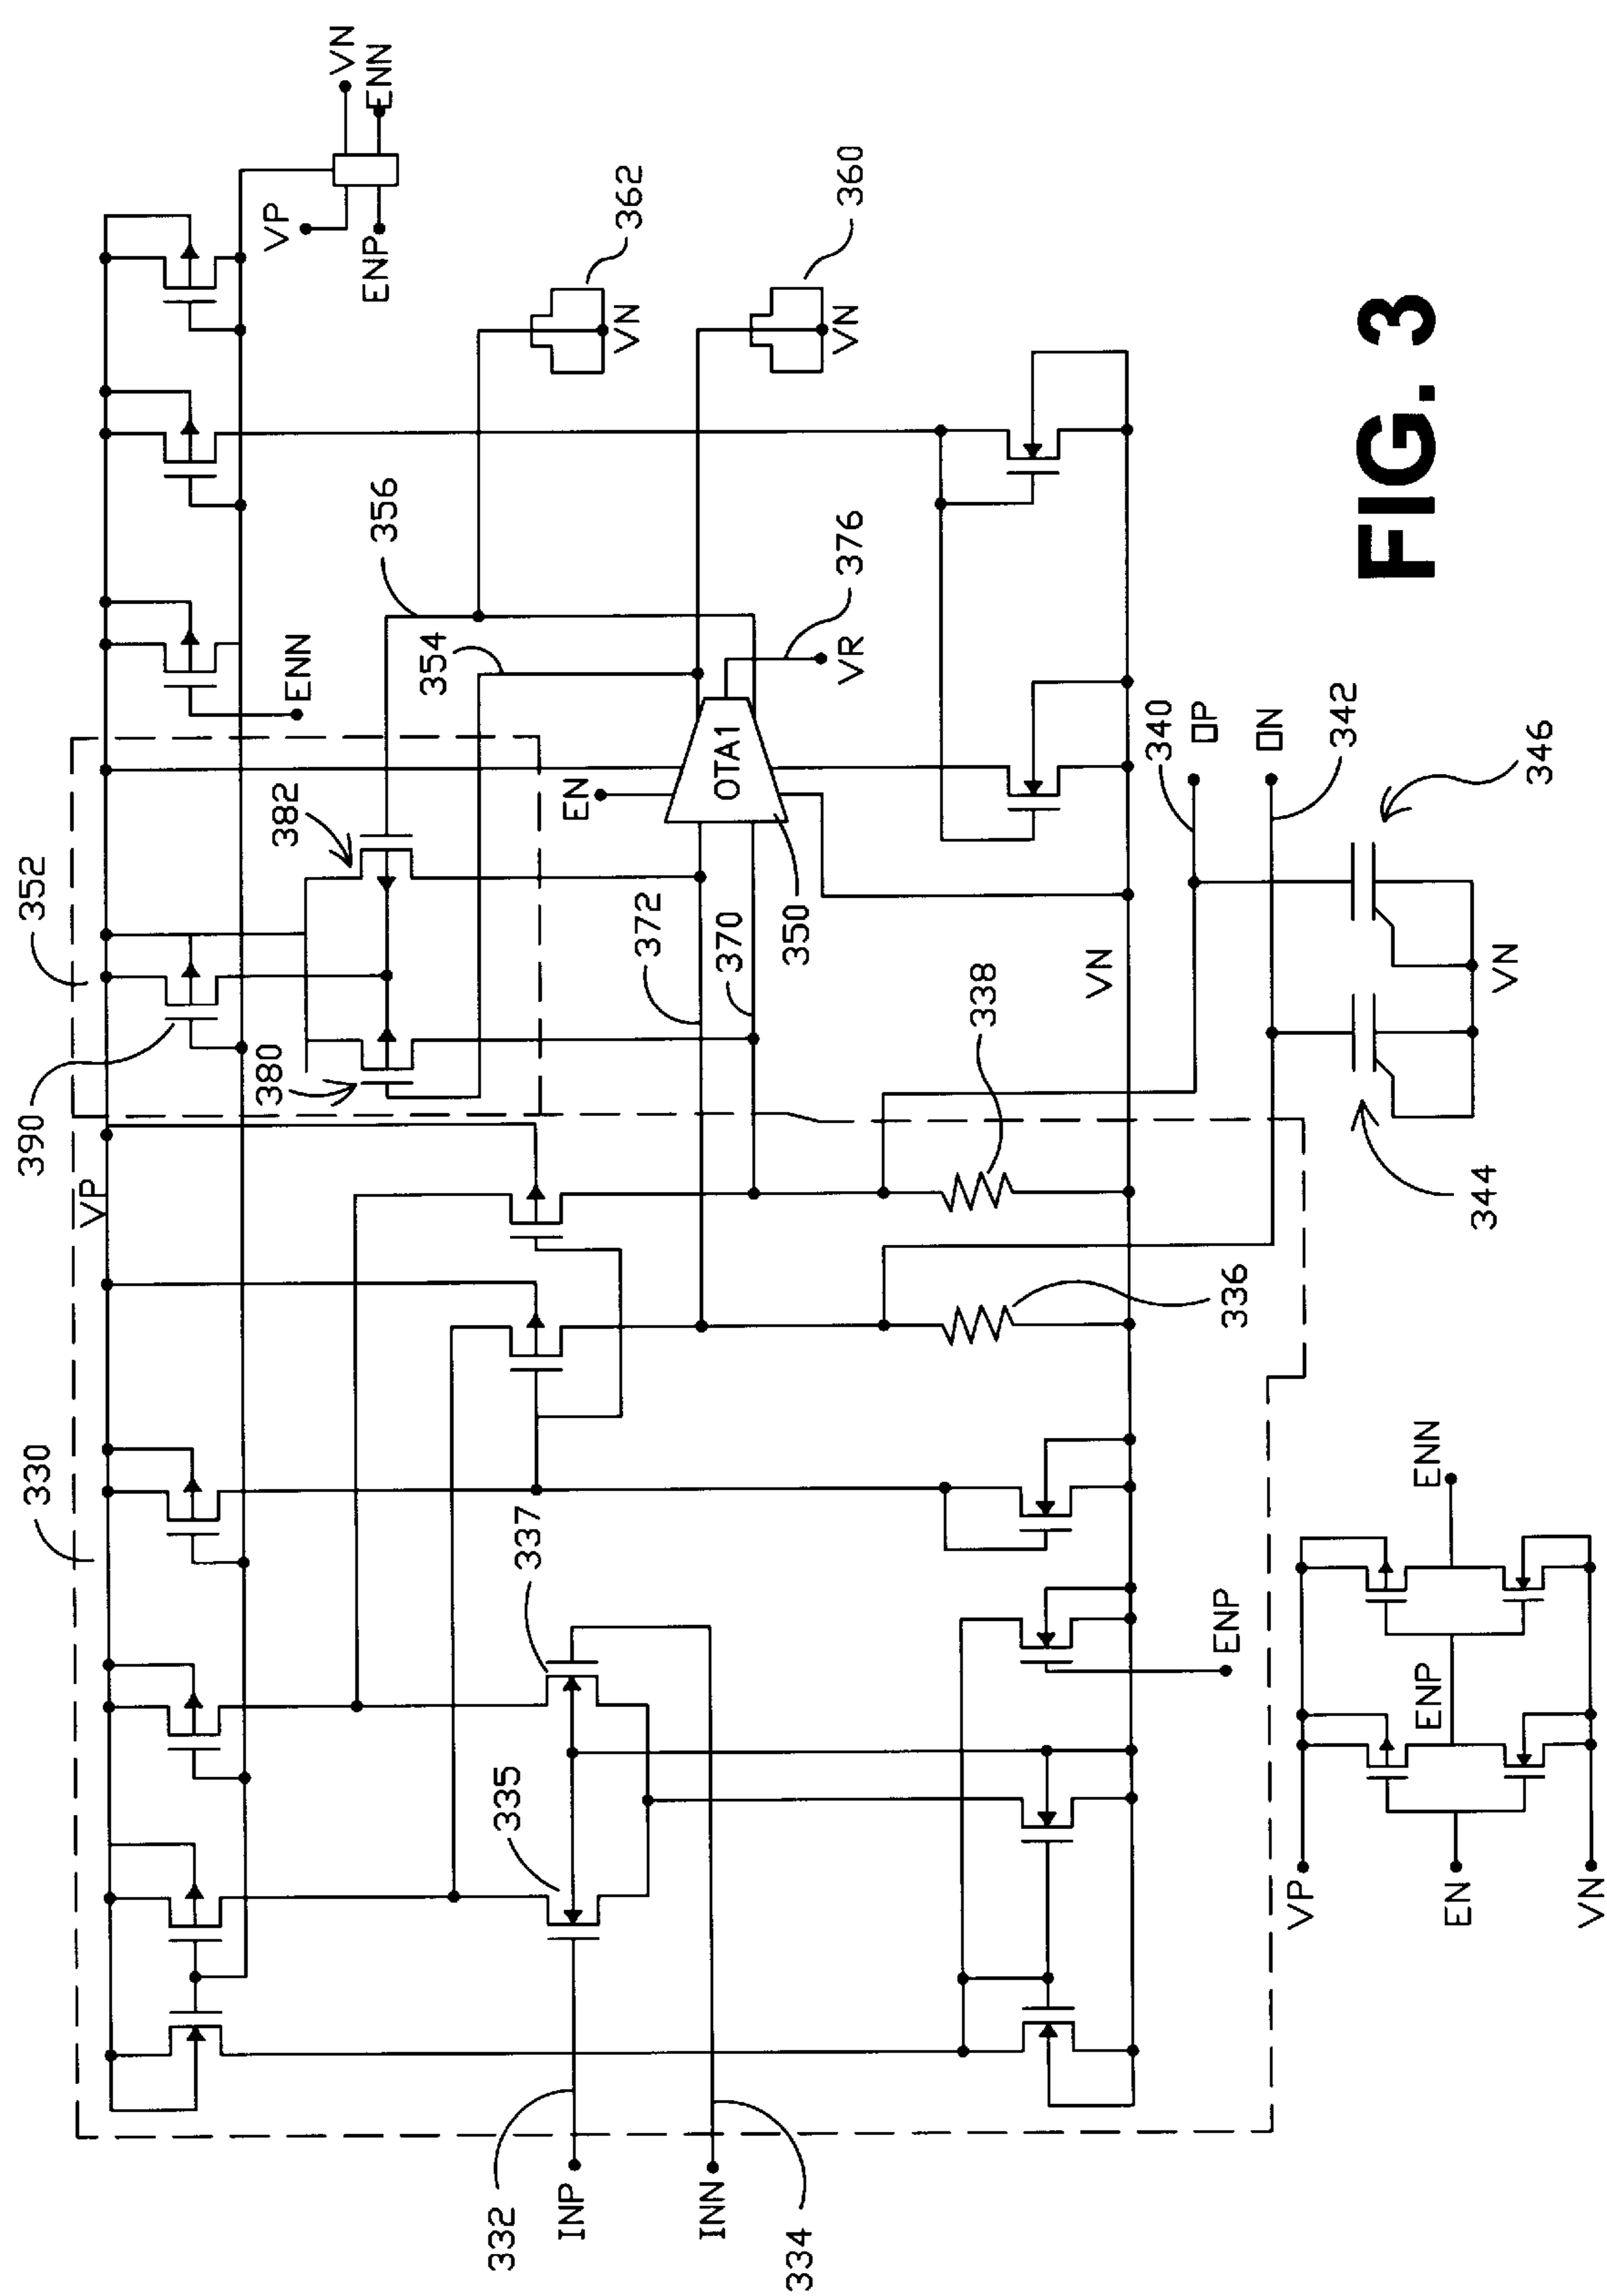 VN
ENN
VP
ENP
362
VN
360
VN
356
354
376
VR
ENN
EN
OTA1
382
352
372
370
350
390
380
VP
338
VN
340
OP
ON
342
346
VN
344
336
330
337
335
ENP
ENN
ENP
VP
EN
VN
332
INP
INN
334
FIG. 3